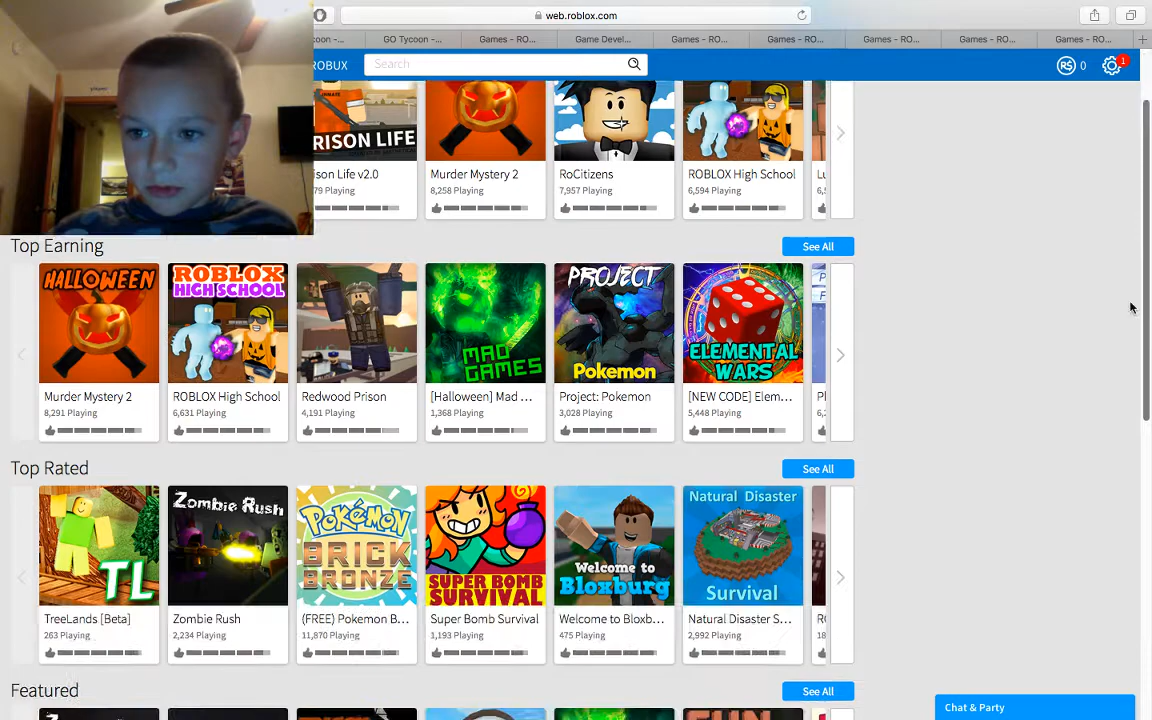 web.roblox.com
coon -...
GO Tycoon -...
Games - RO...
Game Devel...
Games - RO...
Games - RO...
Games - RO...
Games - RO...
Games - RO...
ROBUX
Search
R$ 0
1
RISON LIFE
ison Life v2.0
79 Playing
Murder Mystery 2
8,258 Playing
RoCitizens
7,957 Playing
ROBLOX High School
6,594 Playing
Top Earning
See All
HALLOWEEN
Murder Mystery 2
8,291 Playing
ROBLOX
HIGH SCHOOL
ROBLOX High School
6,631 Playing
Redwood Prison
4,191 Playing
MAD
GAMES
[Halloween] Mad ...
1,368 Playing
PROJECT:
Pokemon
Project: Pokemon
3,028 Playing
ELEMENTAL
WARS
[NEW CODE] Elem...
5,448 Playing
Top Rated
See All
TL
TreeLands [Beta]
263 Playing
Zombie Rush
Zombie Rush
2,234 Playing
POKéMON
BRICK
BRONZE
(FREE) Pokemon B...
11,870 Playing
SUPER BOMB
SURVIVAL
Super Bomb Survival
1,193 Playing
Welcome to
Bloxburg
Welcome to Bloxb...
475 Playing
Natural Disaster
Survival
Natural Disaster S...
2,992 Playing
Featured
See All
Chat & Party